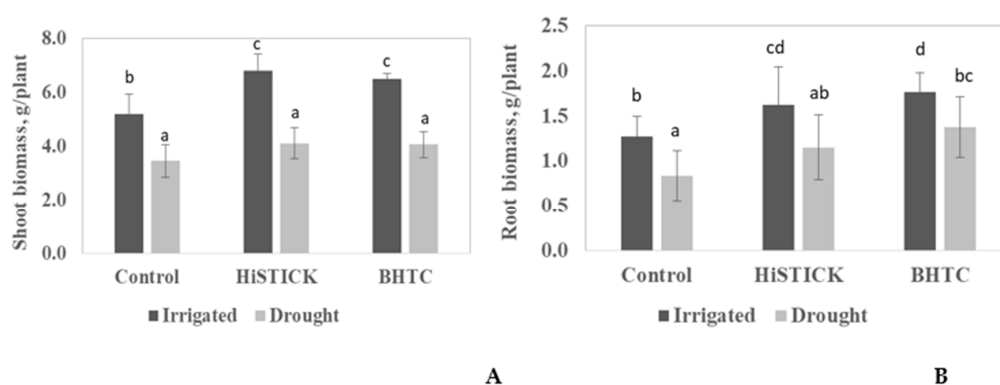 Shoot biomass, g/plant
8.0
6.0
4.0
2.0
0.0
b
a
c
a
c
a
Control
HiSTICK
BHTC
Irrigated
Drought
A
Root biomass, g/plant
2.5
2.0
1.5
1.0
0.5
0.0
b
a
cd
ab
d
bc
Control
HiSTICK
BHTC
Irrigated
Drought
B